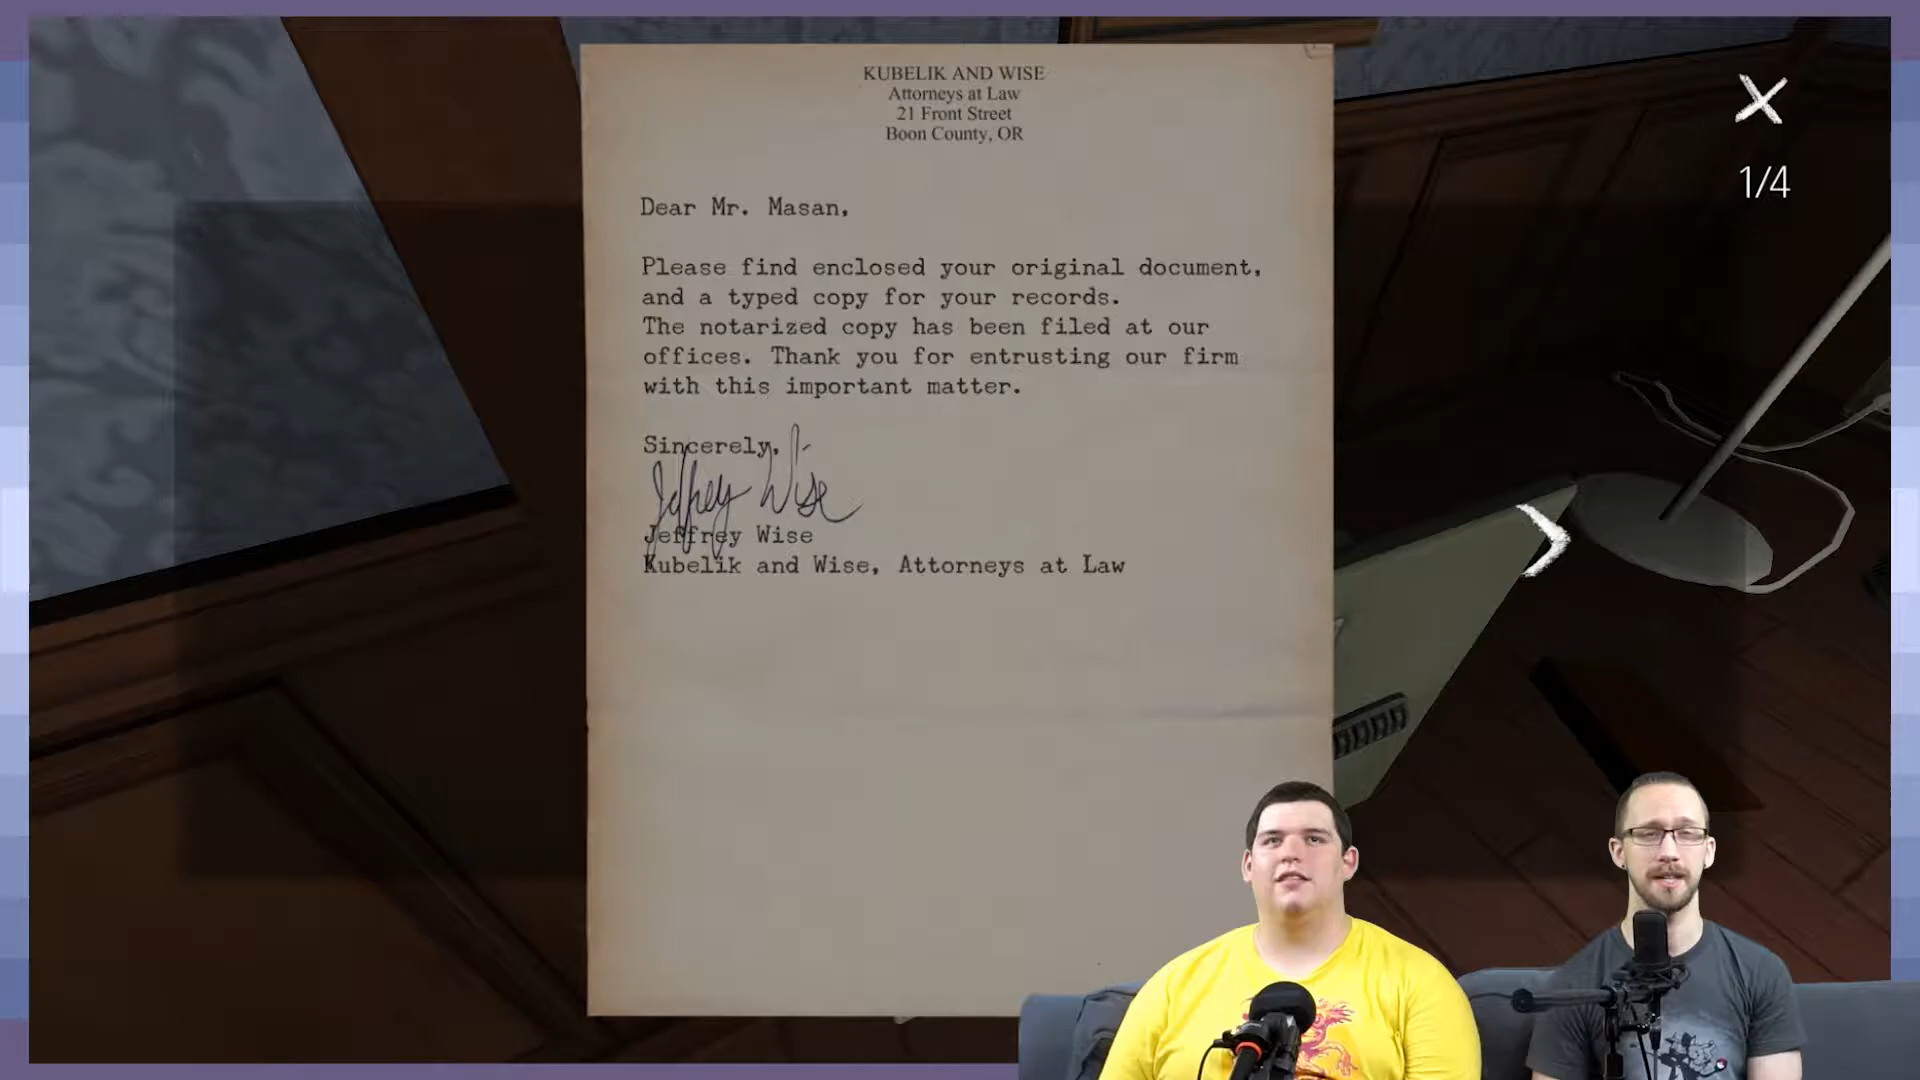 KUBELIK AND WISE
Attorneys at Law
21 Front Street
Boon County, OR
1/4
Dear Mr. Masan,
Please find enclosed your original document,
and a typed copy for your records.
The notarized copy has been filed at our
offices. Thank you for entrusting our firm
with this important matter.
Sincerely,
Jeffrey Wise
Jeffrey Wise
Kubelik and Wise, Attorneys at Law